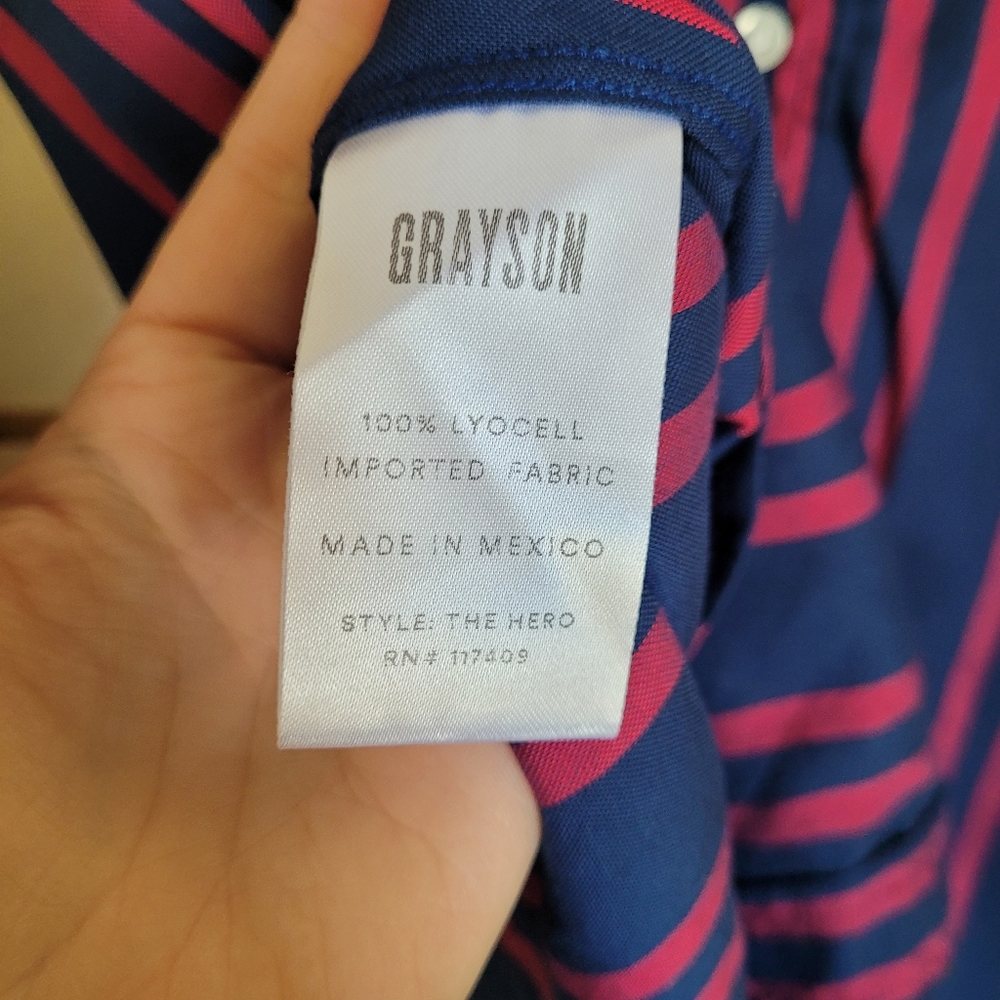 GRAYSON
100% LYOCELL
IMPORTED FABRIC
MADE IN MEXICO
STYLE: THE HERO
RN# 117409